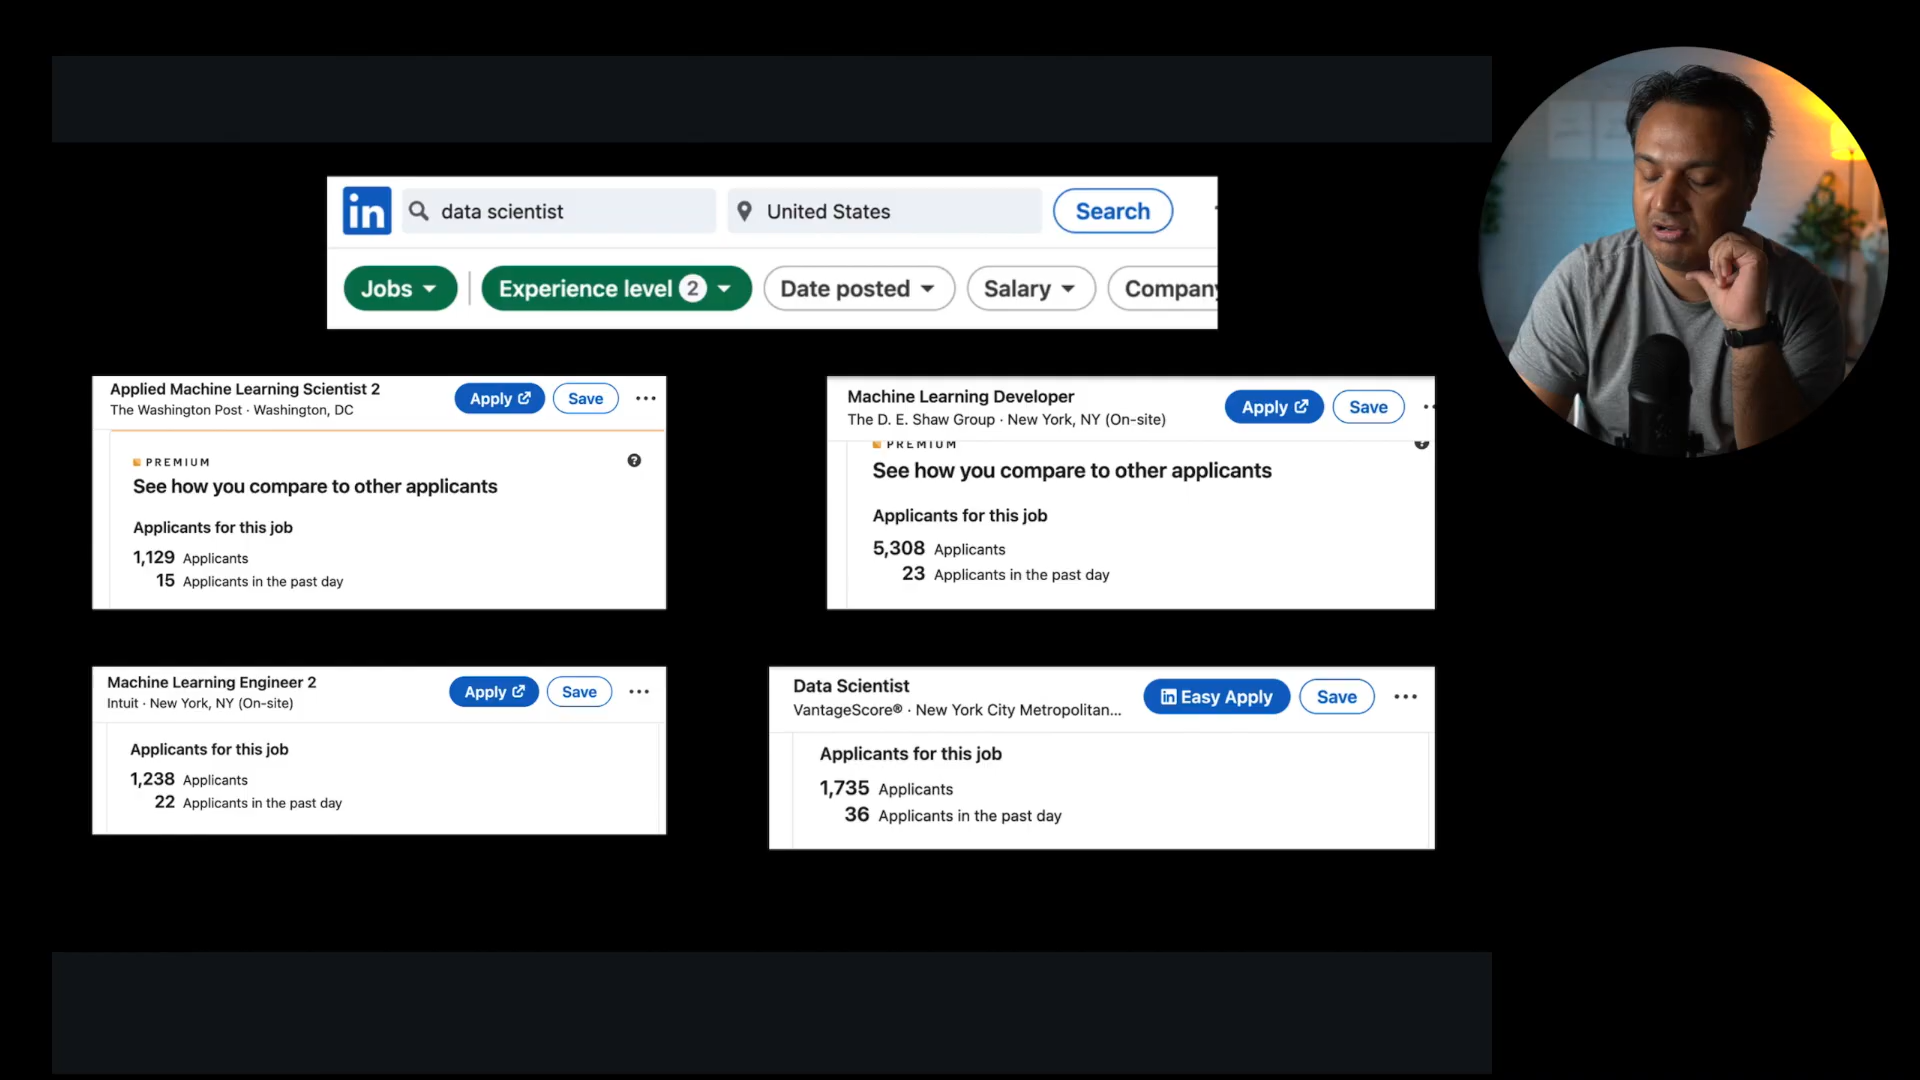 in data scientist United States Search
Jobs Experience level 2 Date posted Salary Company
Applied Machine Learning Scientist 2
The Washington Post · Washington, DC
Apply Save
PREMIUM
See how you compare to other applicants
Applicants for this job
1,129 Applicants
15 Applicants in the past day
Machine Learning Developer
The D. E. Shaw Group · New York, NY (On-site)
Apply Save
PREMIUM
See how you compare to other applicants
Applicants for this job
5,308 Applicants
23 Applicants in the past day
Machine Learning Engineer 2
Intuit · New York, NY (On-site)
Apply Save
Applicants for this job
1,238 Applicants
22 Applicants in the past day
Data Scientist
VantageScore® · New York City Metropolitan...
in Easy Apply Save
Applicants for this job
1,735 Applicants
36 Applicants in the past day